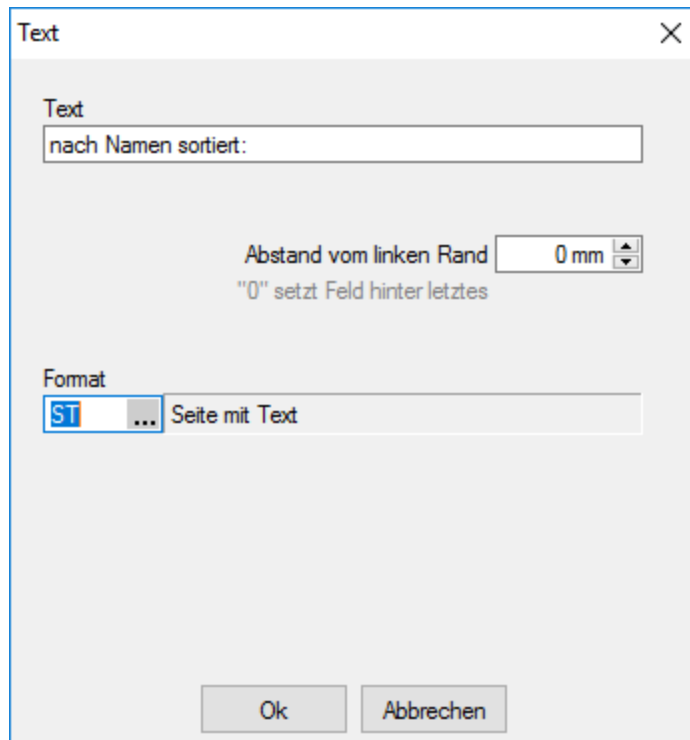 Text
Text
nach Namen sortiert:
Abstand vom linken Rand 0 mm
"0" setzt Feld hinter letztes
Format
ST ... Seite mit Text
Ok Abbrechen